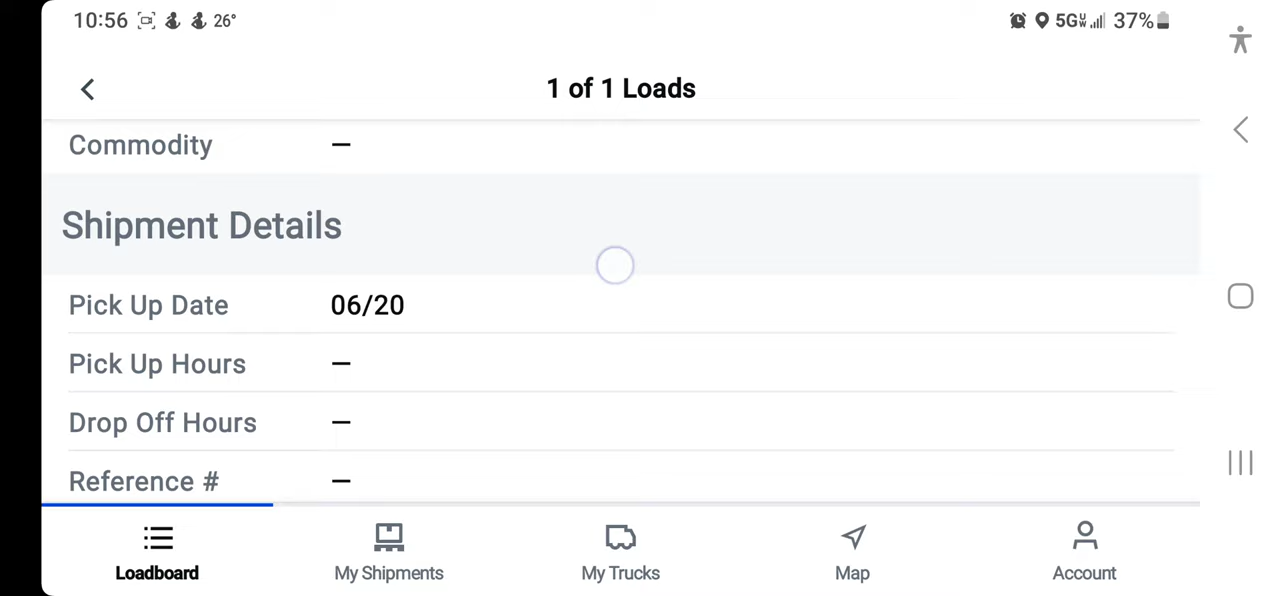 10:56 26° 5G 37%
1 of 1 Loads
Commodity —
Shipment Details
Pick Up Date 06/20
Pick Up Hours —
Drop Off Hours —
Reference # —
Loadboard My Shipments My Trucks Map Account